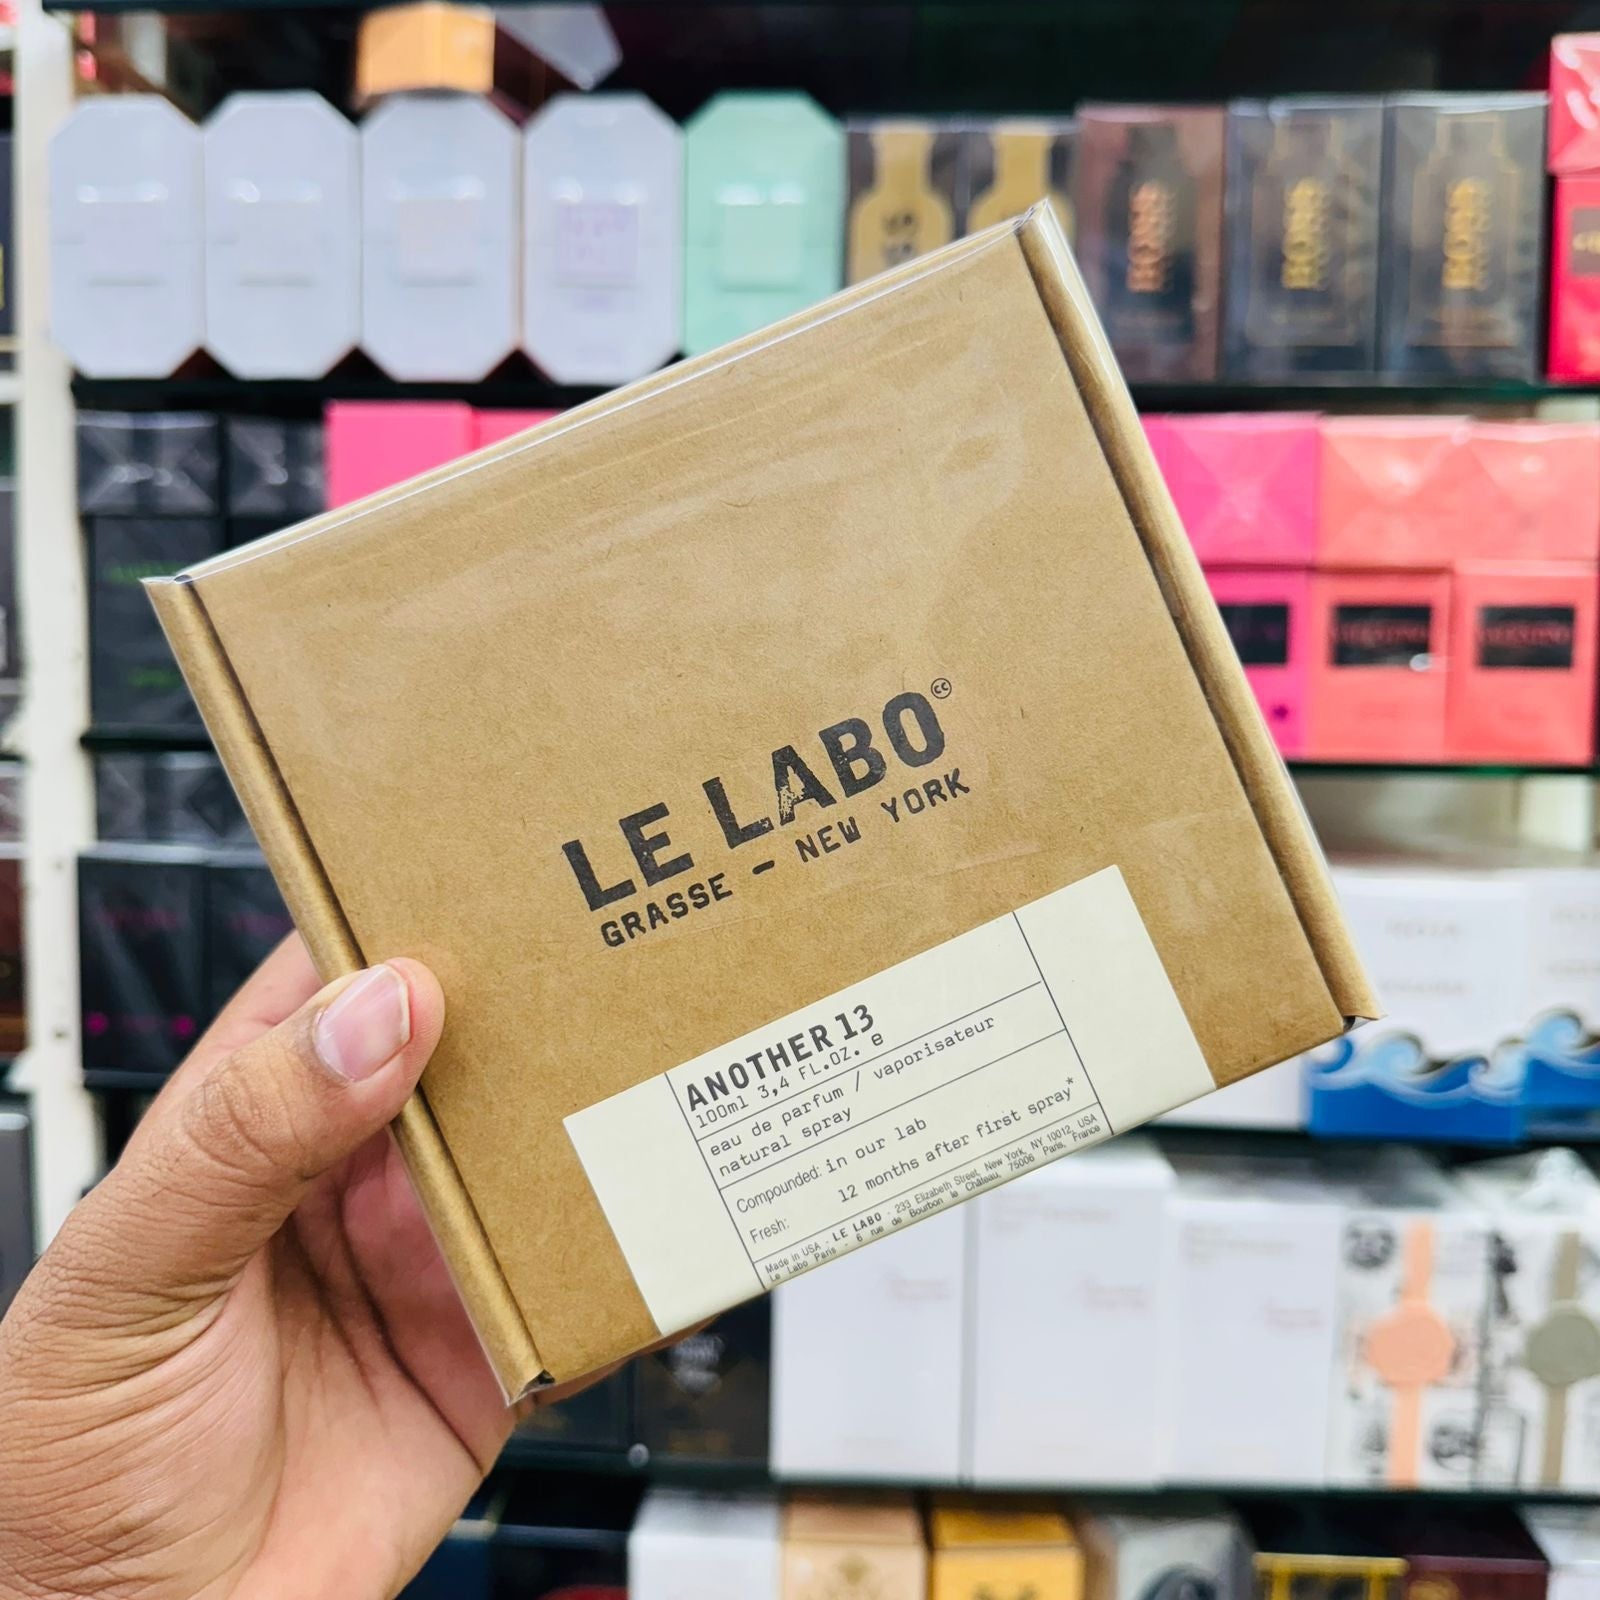 LE LABO cc
GRASSE - NEW YORK
ANOTHER 13
100ml 3,4 FL.OZ. e
eau de parfum / vaporisateur
natural spray
Compounded: in our lab
Fresh: 12 months after first spray*
Made in USA - LE LABO - 233 Elizabeth Street, New York, NY 10012, USA
Le Labo Paris - 6 rue de Bourbon le Château, 75006 Paris, France